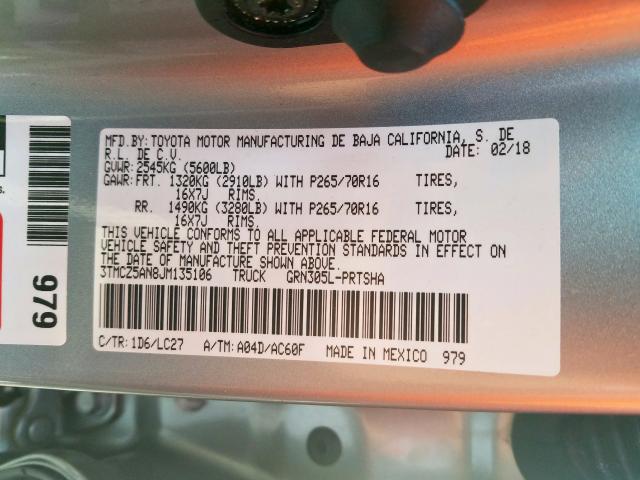 MFD.BY:TOYOTA MOTOR MANUFACTURING DE BAJA CALIFORNIA, S. DE
R.L. DE C.V. DATE: 02/18
GVWR:2545KG (5600LB)
GAWR:FRT. 1320KG (2910LB) WITH P265/70R16 TIRES,
16X7J RIMS,
RR. 1490KG (3280LB) WITH P265/70R16 TIRES,
16X7J RIMS,
THIS VEHICLE CONFORMS TO ALL APPLICABLE FEDERAL MOTOR
VEHICLE SAFETY AND THEFT PREVENTION STANDARDS IN EFFECT ON
THE DATE OF MANUFACTURE SHOWN ABOVE.
3TMCZ5AN8JM135106 TRUCK GRN305L-PRTSHA
C/TR:1D6/LC27 A/TM:A04D/AC60F MADE IN MEXICO 979
979
s.